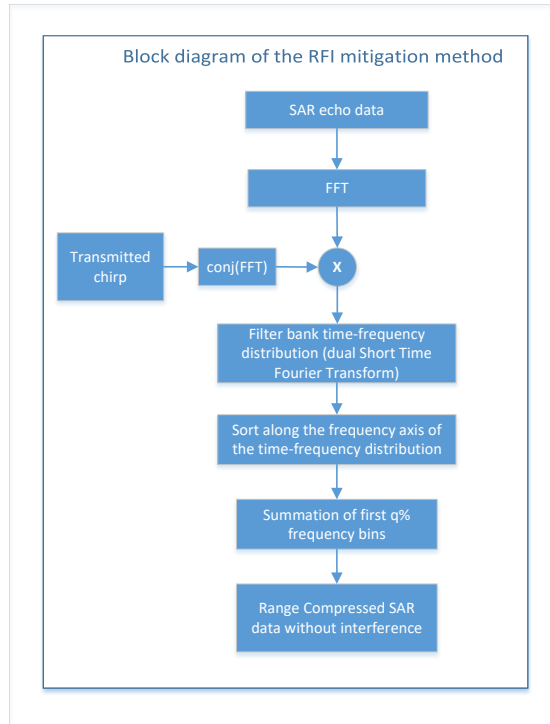 Block diagram of the RFI mitigation method
SAR echo data
FFT
Transmitted
chirp
conj(FFT)
X
Filter bank time-frequency
distribution (dual Short Time
Fourier Transform)
Sort along the frequency axis of
the time-frequency distribution
Summation of first q%
frequency bins
Range Compressed SAR
data without interference